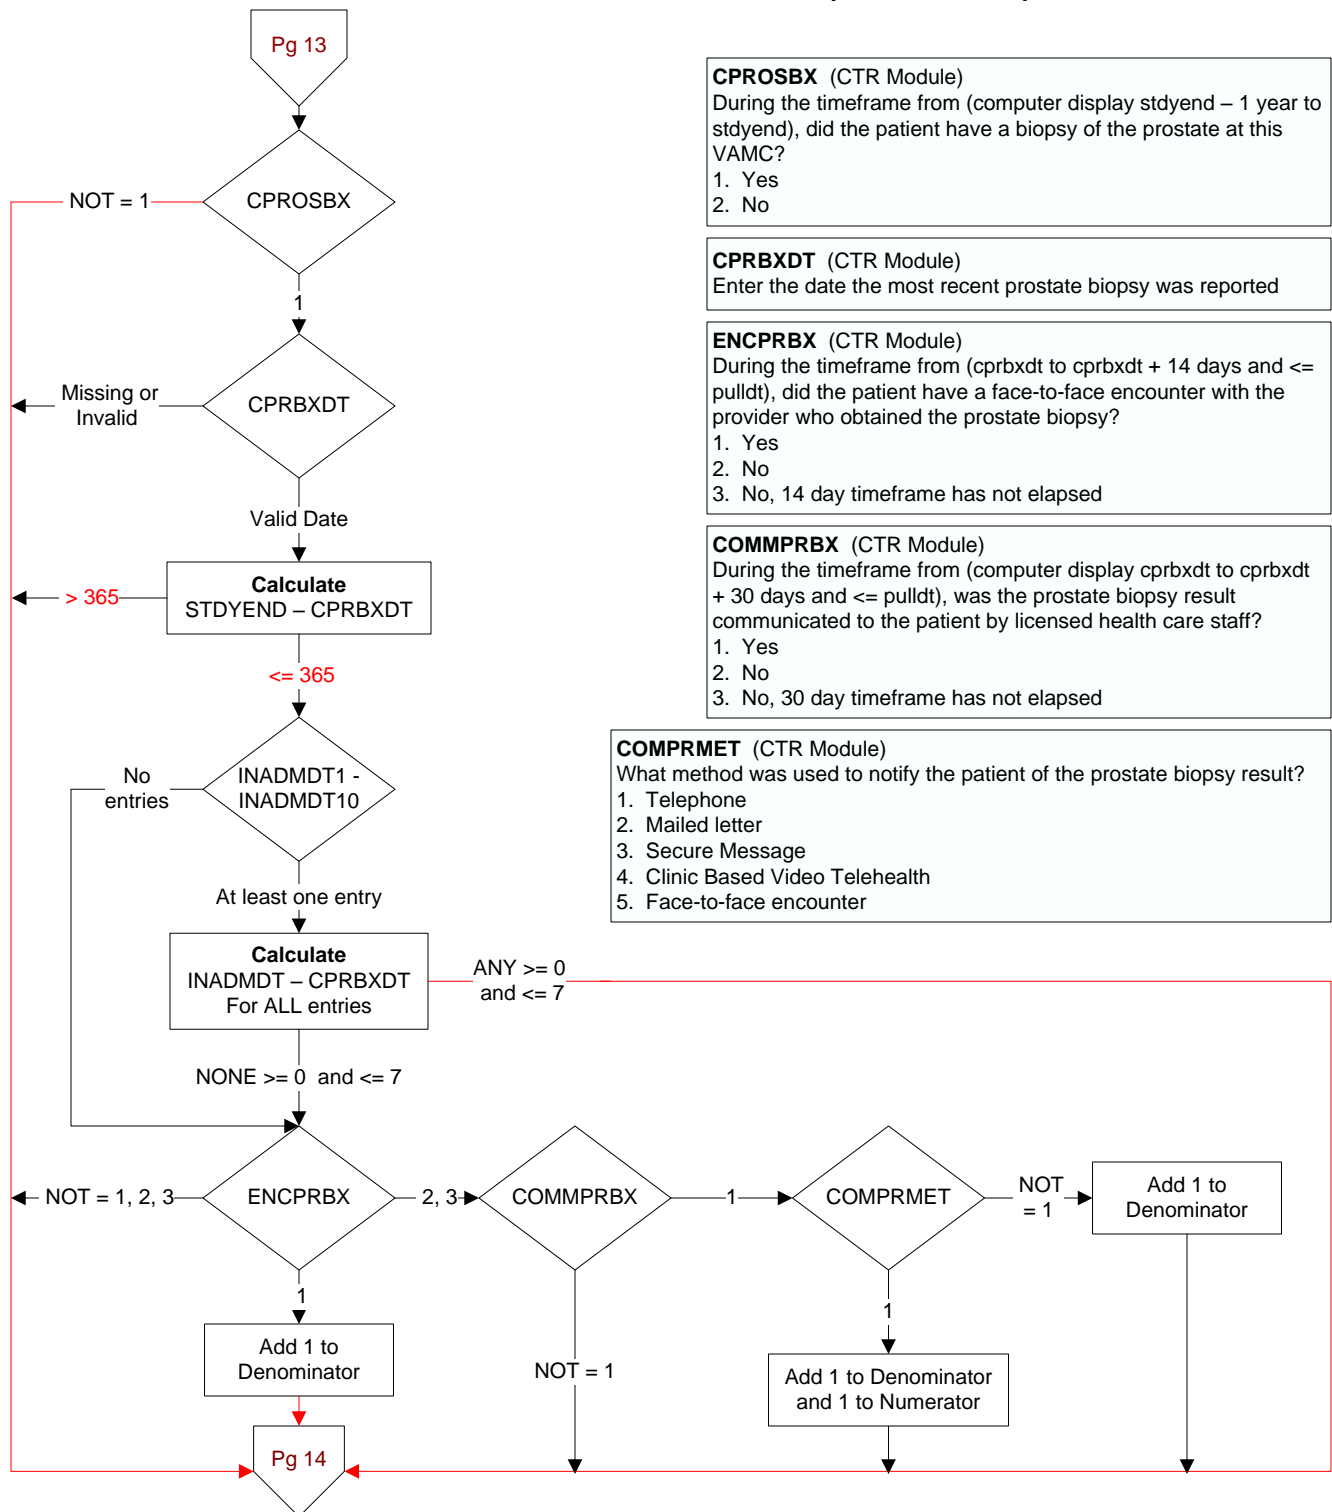 Pg 13
CPROSBX (CTR Module)
During the timeframe from (computer display stdyend – 1 year to
stdyend), did the patient have a biopsy of the prostate at this
VAMC?
1. Yes
2. No
NOT = 1
CPROSBX
1
CPRBXDT (CTR Module)
Enter the date the most recent prostate biopsy was reported
Missing or
Invalid
CPRBXDT
Valid Date
ENCPRBX (CTR Module)
During the timeframe from (cprbxdt to cprbxdt + 14 days and <=
pulldt), did the patient have a face-to-face encounter with the
provider who obtained the prostate biopsy?
1. Yes
2. No
3. No, 14 day timeframe has not elapsed
> 365
Calculate
STDYEND – CPRBXDT
<= 365
COMMPRBX (CTR Module)
During the timeframe from (computer display cprbxdt to cprbxdt
+ 30 days and <= pulldt), was the prostate biopsy result
communicated to the patient by licensed health care staff?
1. Yes
2. No
3. No, 30 day timeframe has not elapsed
No
entries
INADMDT1 -
INADMDT10
At least one entry
COMPRMET (CTR Module)
What method was used to notify the patient of the prostate biopsy result?
1. Telephone
2. Mailed letter
3. Secure Message
4. Clinic Based Video Telehealth
5. Face-to-face encounter
Calculate
INADMDT – CPRBXDT
For ALL entries
ANY >= 0
and <= 7
NONE >= 0 and <= 7
NOT = 1, 2, 3
ENCPRBX
2, 3
COMMPRBX
1
COMPRMET
NOT
= 1
Add 1 to
Denominator
1
Add 1 to
Denominator
NOT = 1
1
Add 1 to Denominator
and 1 to Numerator
Pg 14